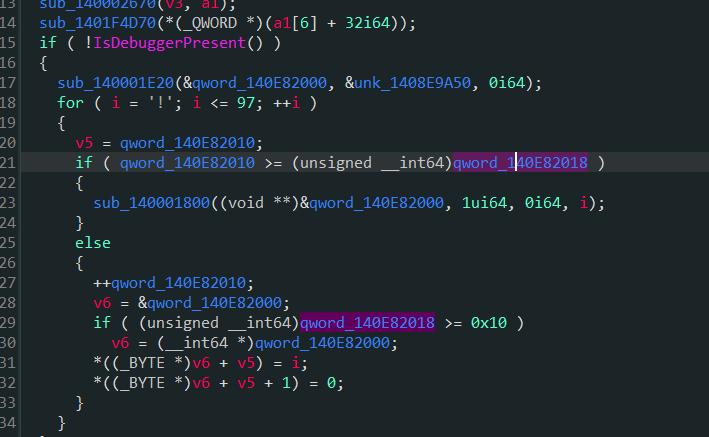 13 sub_140002670(v3, a1);
14 sub_1401F4D70(*(_QWORD *)(a1[6] + 32i64));
15 if ( !IsDebuggerPresent() )
16 {
17 sub_140001E20(&qword_140E82000, &unk_1408E9A50, 0i64);
18 for ( i = '!'; i <= 97; ++i )
19 {
20 v5 = qword_140E82010;
21 if ( qword_140E82010 >= (unsigned __int64)qword_140E82018 )
22 {
23 sub_140001800((void **)&qword_140E82000, 1ui64, 0i64, i);
24 }
25 else
26 {
27 ++qword_140E82010;
28 v6 = &qword_140E82000;
29 if ( (unsigned __int64)qword_140E82018 >= 0x10 )
30 v6 = (__int64 *)qword_140E82000;
31 *((_BYTE *)v6 + v5) = i;
32 *((_BYTE *)v6 + v5 + 1) = 0;
33 }
34 }